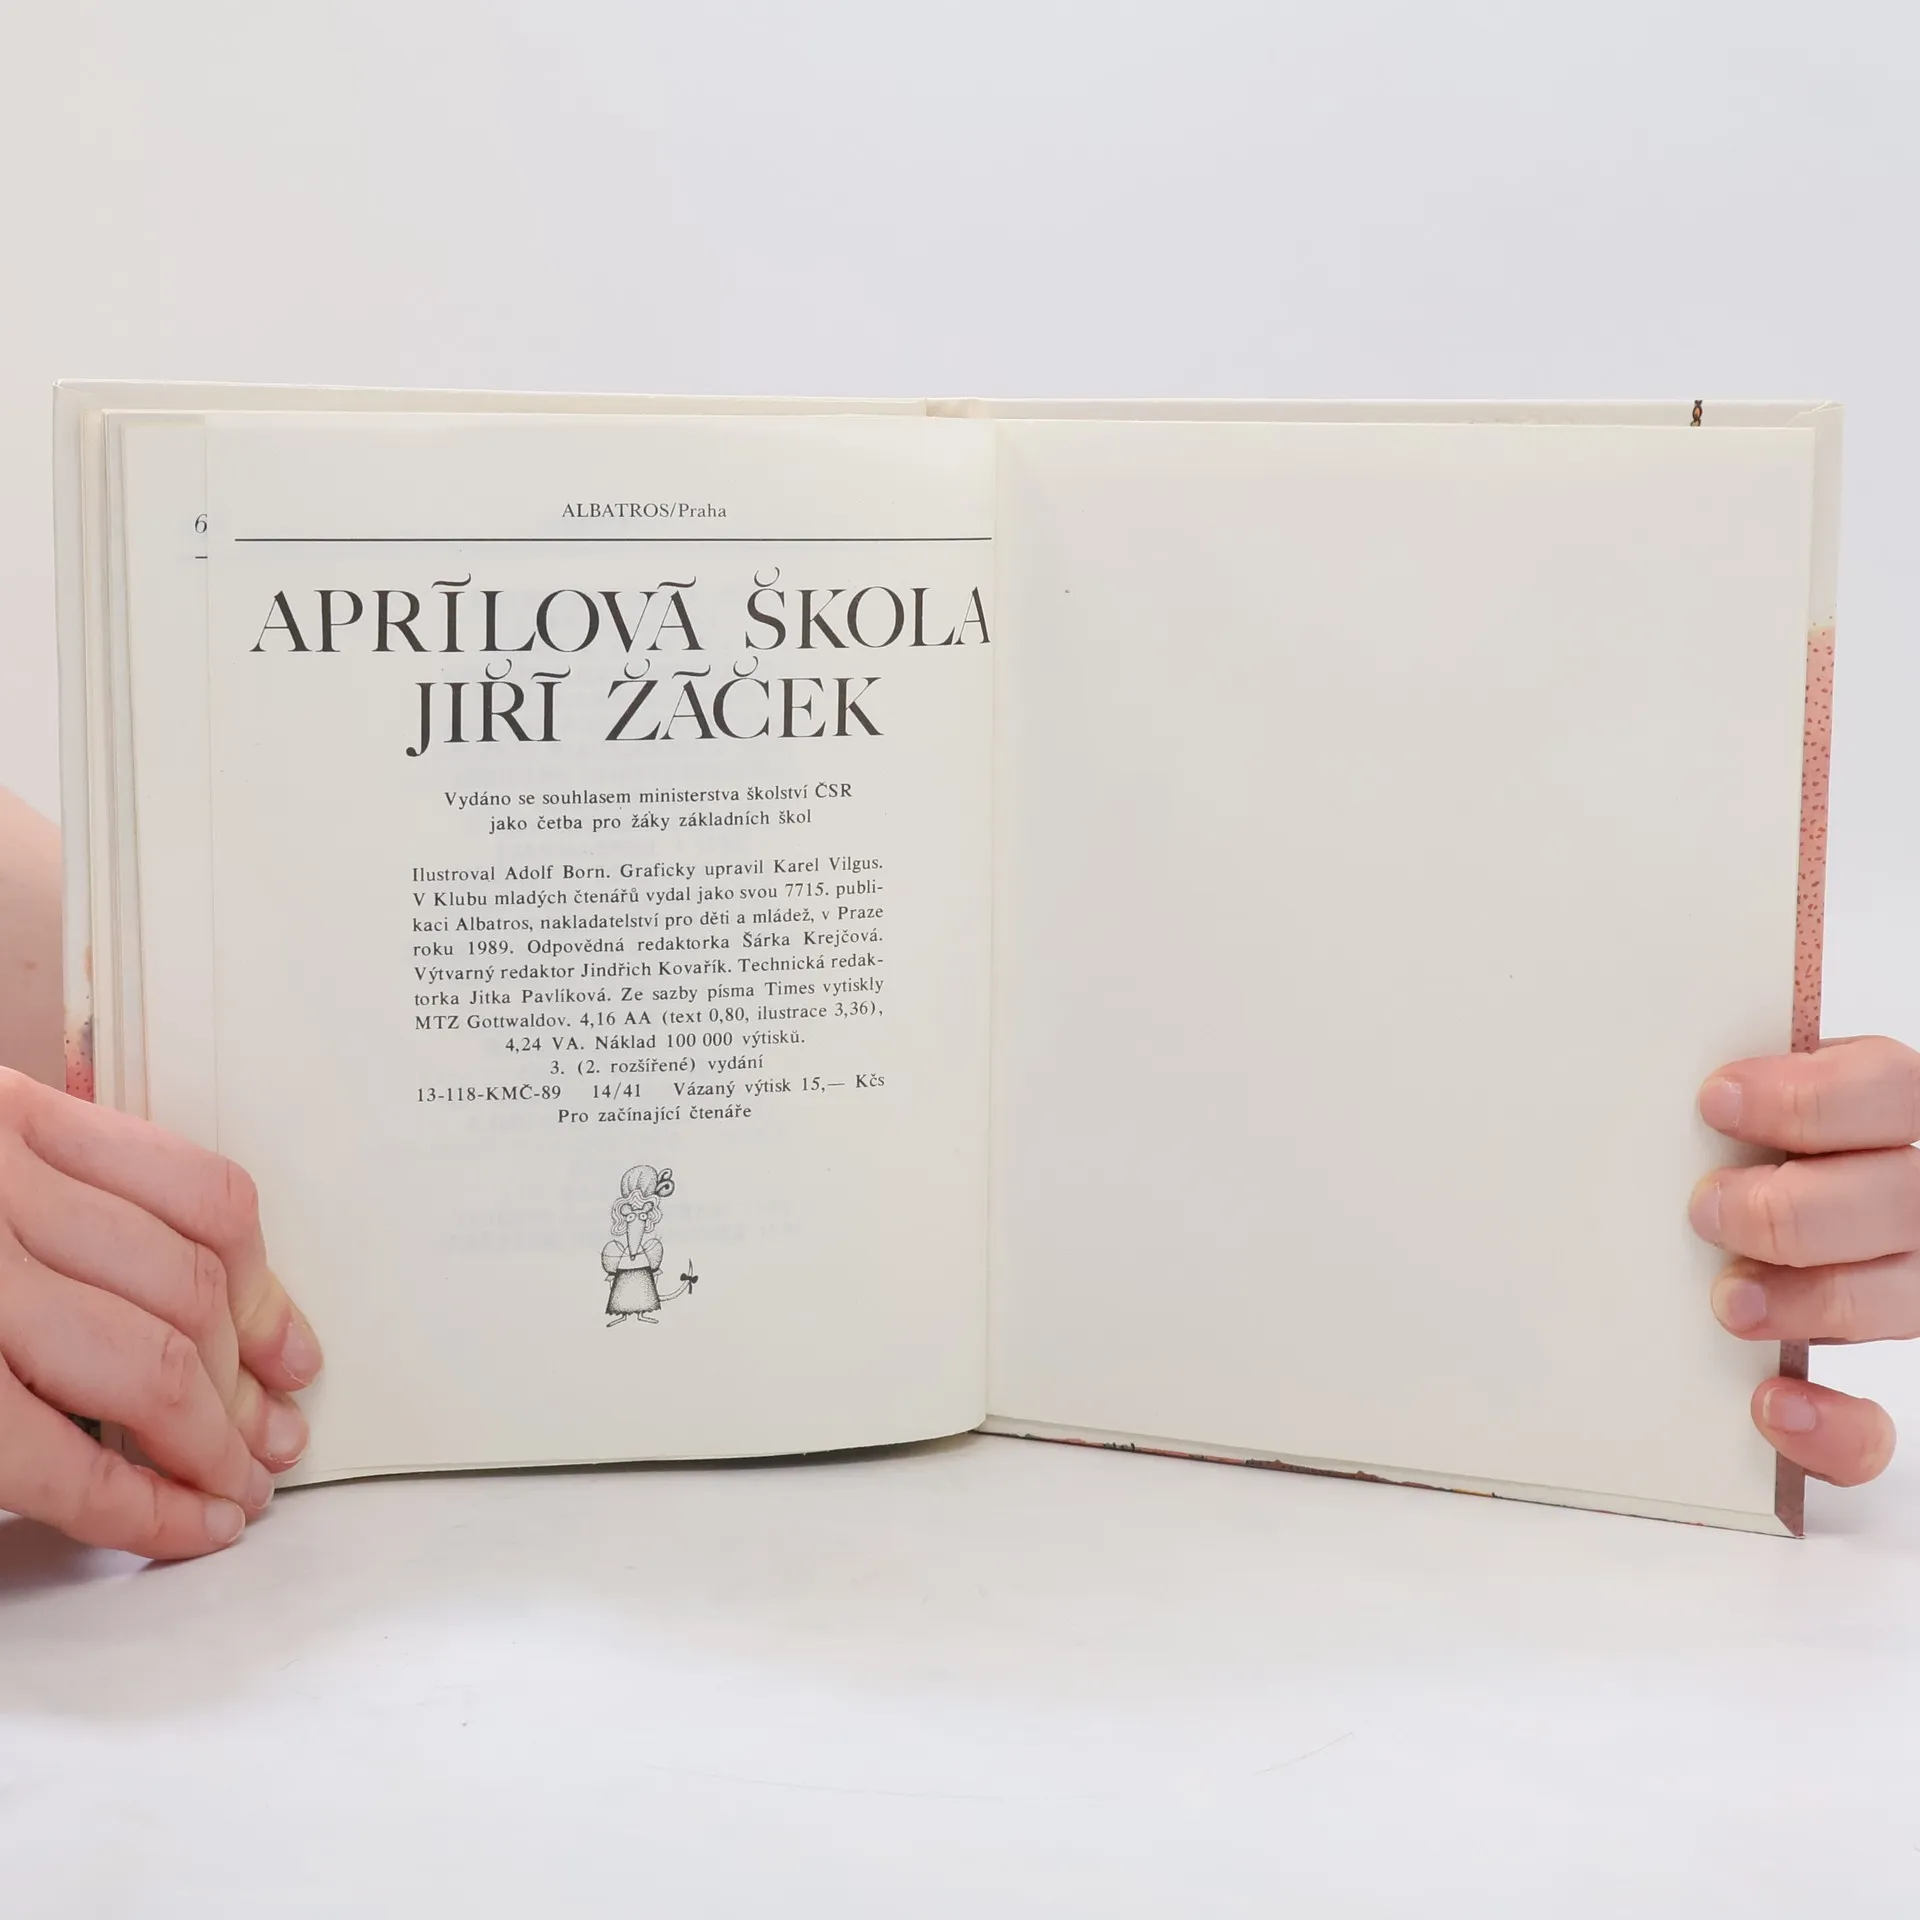 6
ALBATROS/Praha
APRÍLOVÁ ŠKOLA
JIŘÍ ŽÁČEK
Vydáno se souhlasem ministerstva školství ČSR
jako četba pro žáky základních škol
Ilustroval Adolf Born. Graficky upravil Karel Vilgus.
V Klubu mladých čtenářů vydal jako svou 7715. publi-
kaci Albatros, nakladatelství pro děti a mládež, v Praze
roku 1989. Odpovědná redaktorka Šárka Krejčová.
Výtvarný redaktor Jindřich Kovařík. Technická redak-
torka Jitka Pavlíková. Ze sazby písma Times vytiskly
MTZ Gottwaldov. 4,16 AA (text 0,80, ilustrace 3,36),
4,24 VA. Náklad 100 000 výtisků.
3. (2. rozšířené) vydání
13-118-KMČ-89 14/41 Vázaný výtisk 15,— Kčs
Pro začínající čtenáře